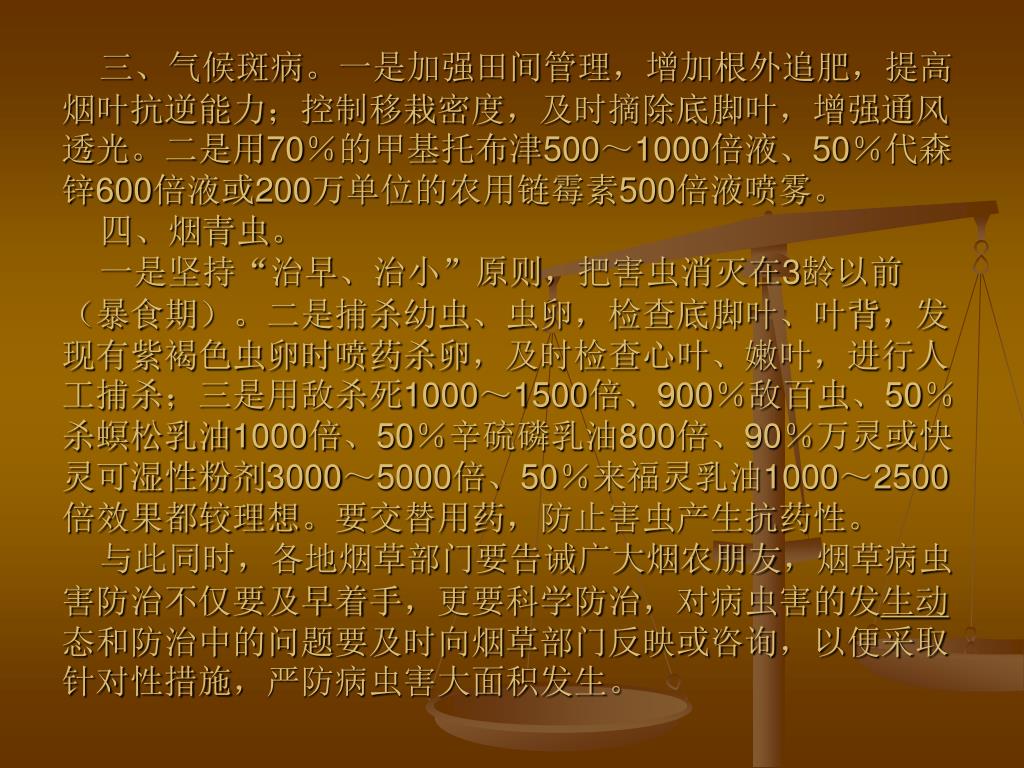 三、气候斑病。一是加强田间管理，增加根外追肥，提高
烟叶抗逆能力；控制移栽密度，及时摘除底脚叶，增强通风
透光。二是用70％的甲基托布津500～1000倍液、50％代森
锌600倍液或200万单位的农用链霉素500倍液喷雾。
四、烟青虫。
一是坚持“治早、治小”原则，把害虫消灭在3龄以前
（暴食期）。二是捕杀幼虫、虫卵，检查底脚叶、叶背，发
现有紫褐色虫卵时喷药杀卵，及时检查心叶、嫩叶，进行人
工捕杀；三是用敌杀死1000～1500倍、900％敌百虫、50％
杀螟松乳油1000倍、50％辛硫磷乳油800倍、90％万灵或快
灵可湿性粉剂3000～5000倍、50％来福灵乳油1000～2500
倍效果都较理想。要交替用药，防止害虫产生抗药性。
与此同时，各地烟草部门要告诫广大烟农朋友，烟草病虫
害防治不仅要及早着手，更要科学防治，对病虫害的发生动
态和防治中的问题要及时向烟草部门反映或咨询，以便采取
针对性措施，严防病虫害大面积发生。